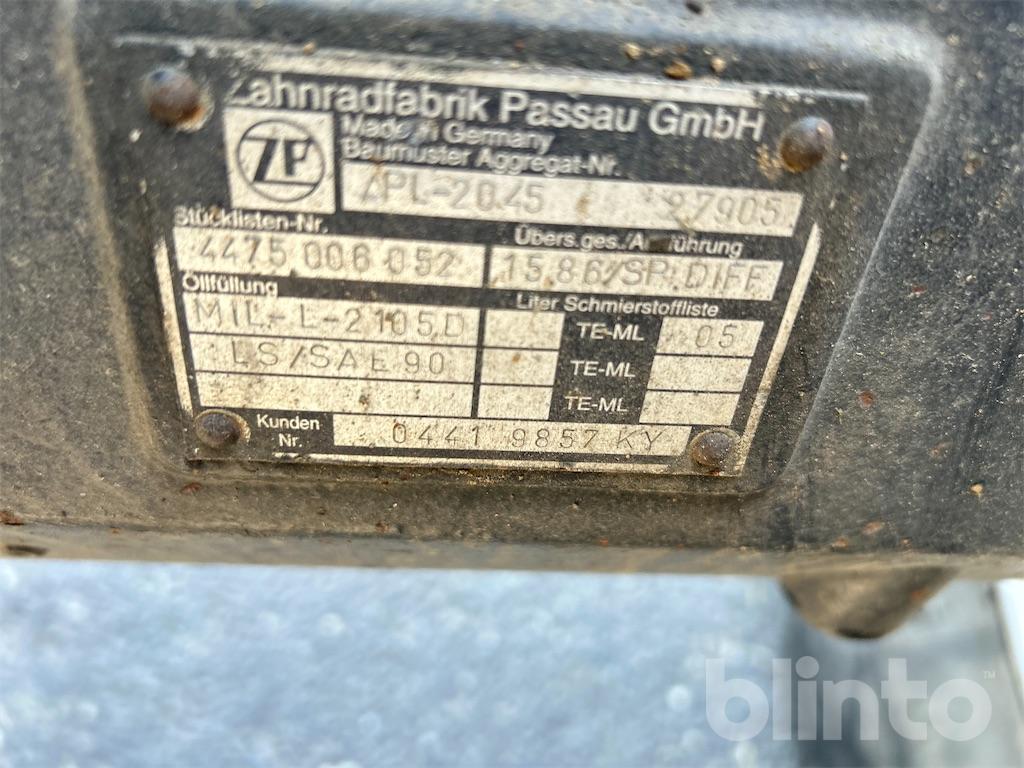 Zahnradfabrik Passau GmbH
ZF
Made in Germany
Baumuster Aggregat-Nr.
APL-2045 27905
Stücklisten-Nr. Übers.ges./Ausführung
4475 006 052 15.86/SP.DIFF
Ölfüllung Liter Schmierstoffliste
MIL-L-2105D TE-ML 05
LS/SAE 90 TE-ML
TE-ML
Kunden
Nr. 0441 9857 KY
blinto™